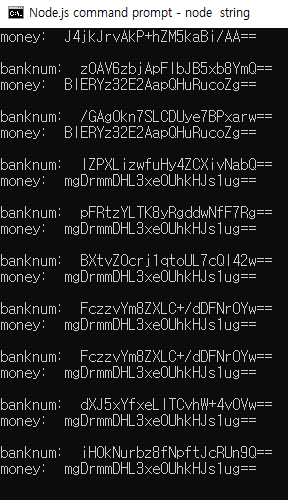 Node.js command prompt - node  string
money:  J4jkJrvAkP+hZM5kaBi/AA==
banknum:  zOAV6zbjApFlbJB5xb8YmQ==
money:  BIERYz32E2AapQHuRucoZg==
banknum:  /GAgOkn7SLCDUye7BPxarw==
money:  BIERYz32E2AapQHuRucoZg==
banknum:  IZPXLizwfuHy4ZCXivNabQ==
money:  mgDrmmDHL3xeOUhkHJs1ug==
banknum:  pFRtzYLTK8yRgddwNfF7Rg==
money:  mgDrmmDHL3xeOUhkHJs1ug==
banknum:  BXtvZOcrj1qtoUL7cQI42w==
money:  mgDrmmDHL3xeOUhkHJs1ug==
banknum:  FczzvYm8ZXLC+/dDFNrOYw==
money:  mgDrmmDHL3xeOUhkHJs1ug==
banknum:  FczzvYm8ZXLC+/dDFNrOYw==
money:  mgDrmmDHL3xeOUhkHJs1ug==
banknum:  dXJ5xYfxeLITCvhW+4vOVw==
money:  mgDrmmDHL3xeOUhkHJs1ug==
banknum:  iHOkNurbz8fNpftJcRUn9Q==
money:  mgDrmmDHL3xeOUhkHJs1ug==